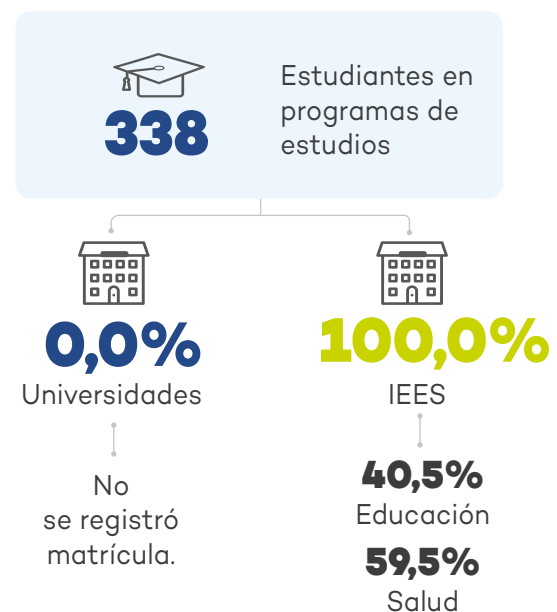 338
Estudiantes en
programas de
estudios
0,0%
Universidades
No
se registró
matrícula.
100,0%
IEES
40,5%
Educación
59,5%
Salud